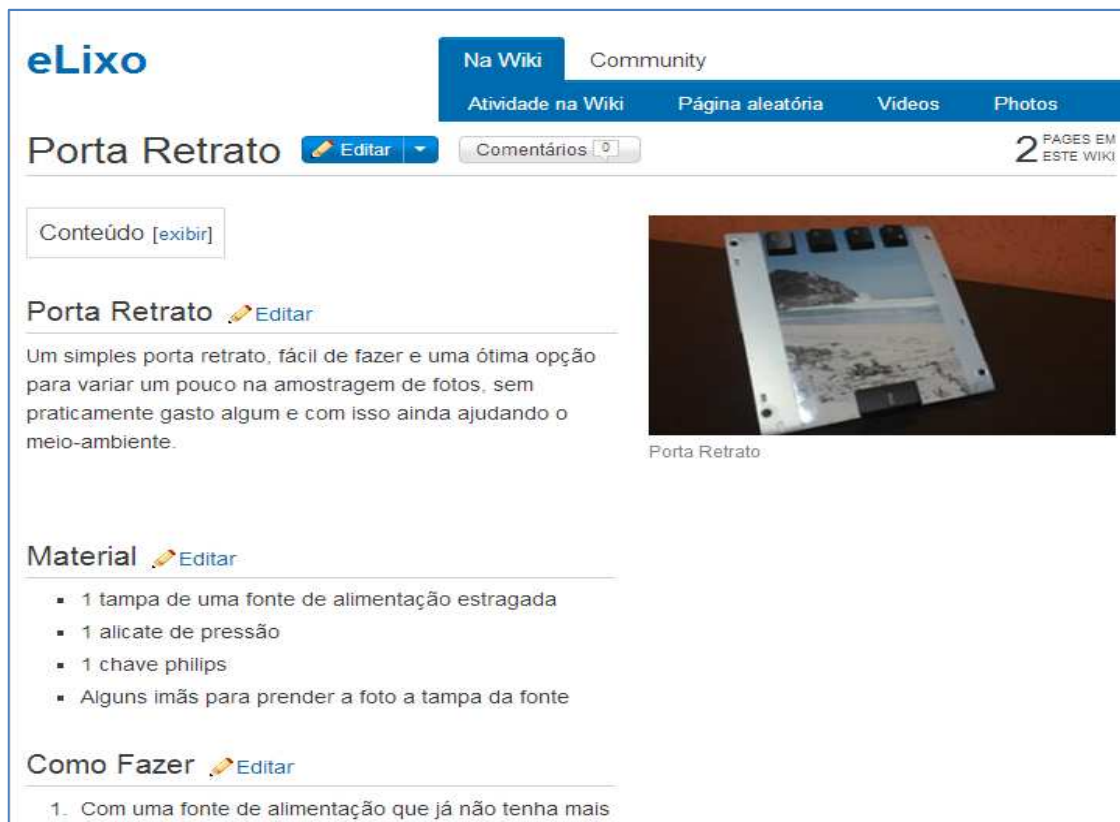 eLixo
Na Wiki Community
Atividade na Wiki Página aleatória Videos Photos
Porta Retrato Editar Comentários 0
2 PAGES EM
ESTE WIKI
Conteúdo [exibir]
Porta Retrato Editar
Um simples porta retrato, fácil de fazer e uma ótima opção
para variar um pouco na amostragem de fotos, sem
praticamente gasto algum e com isso ainda ajudando o
meio-ambiente.
Porta Retrato
Material Editar
▪ 1 tampa de uma fonte de alimentação estragada
▪ 1 alicate de pressão
▪ 1 chave philips
▪ Alguns imãs para prender a foto a tampa da fonte
Como Fazer Editar
1. Com uma fonte de alimentação que já não tenha mais